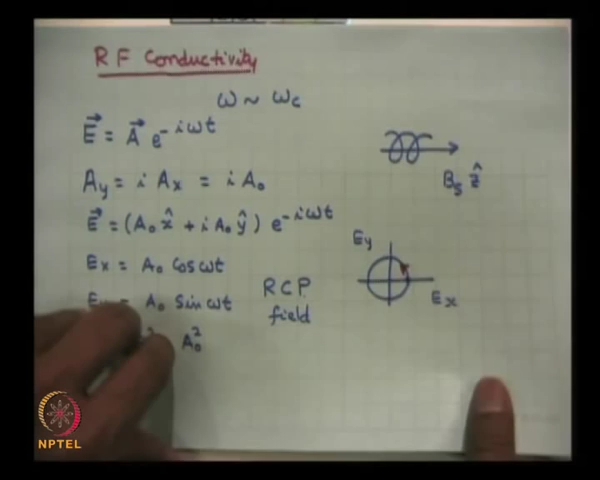 RF Conductivity
ω ~ ωc
E⃗ = A⃗ e^-iωt
Ay = i Ax = i A₀
E⃗ = (A₀ x̂ + i A₀ ŷ) e^-iωt
Ex = A₀ Cos ωt
= A₀ Sin ωt
A₀²
RCP
field
Bs ẑ
Ey
Ex
NPTEL